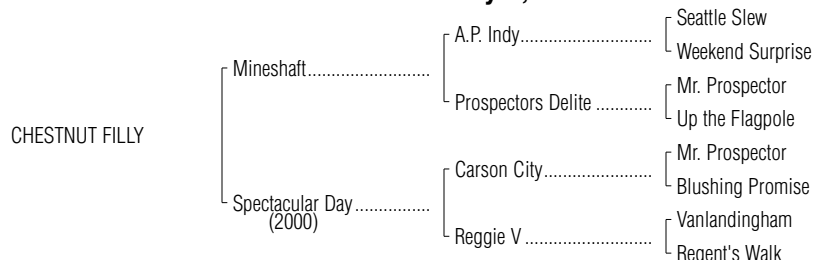 Seattle Slew
A.P. Indy
Weekend Surprise
Mineshaft
Mr. Prospector
Prospectors Delite
Up the Flagpole
CHESTNUT FILLY
Mr. Prospector
Carson City
Blushing Promise
Spectacular Day
(2000)
Vanlandingham
Reggie V
Regent's Walk